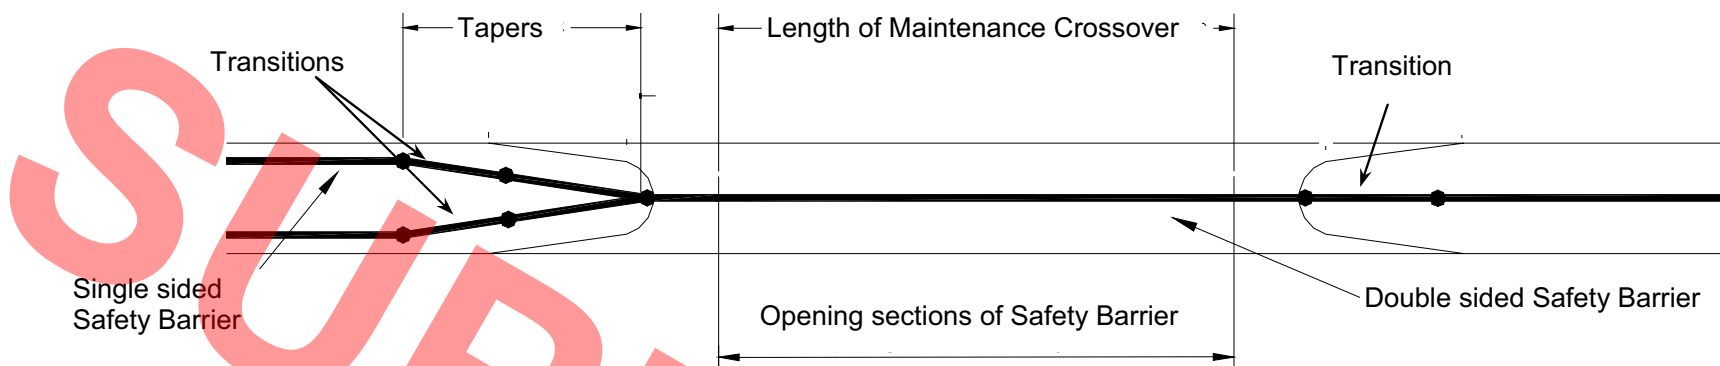 Tapers
Length of Maintenance Crossover
Transitions
Transition
Single sided
Safety Barrier
Opening sections of Safety Barrier
Double sided Safety Barrier